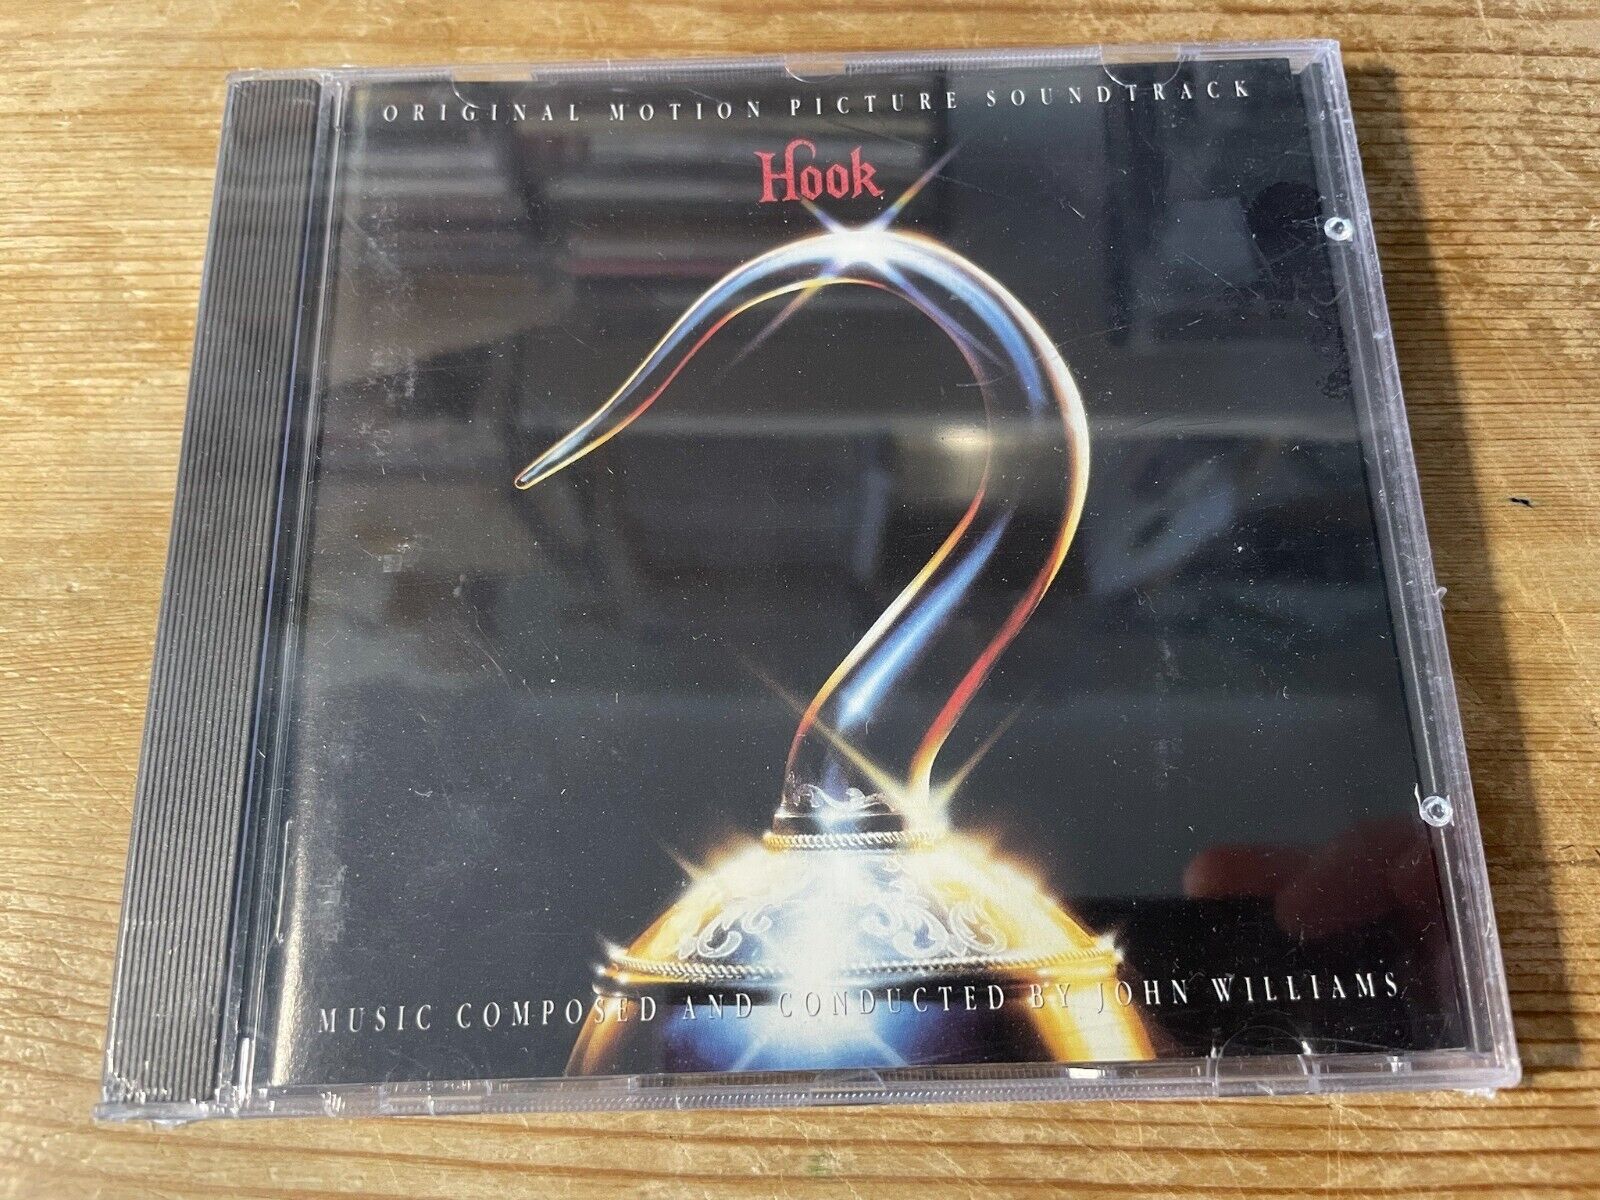 ORIGINAL MOTION PICTURE SOUNDTRACK
Hook
MUSIC COMPOSED AND CONDUCTED BY JOHN WILLIAMS